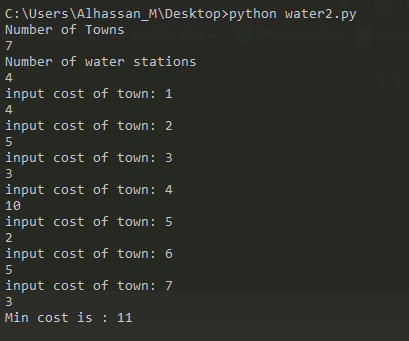 C:\Users\Alhassan_M\Desktop>python water2.py
Number of Towns
7
Number of water stations
4
input cost of town: 1
4
input cost of town: 2
5
input cost of town: 3
3
input cost of town: 4
10
input cost of town: 5
2
input cost of town: 6
5
input cost of town: 7
3
Min cost is : 11